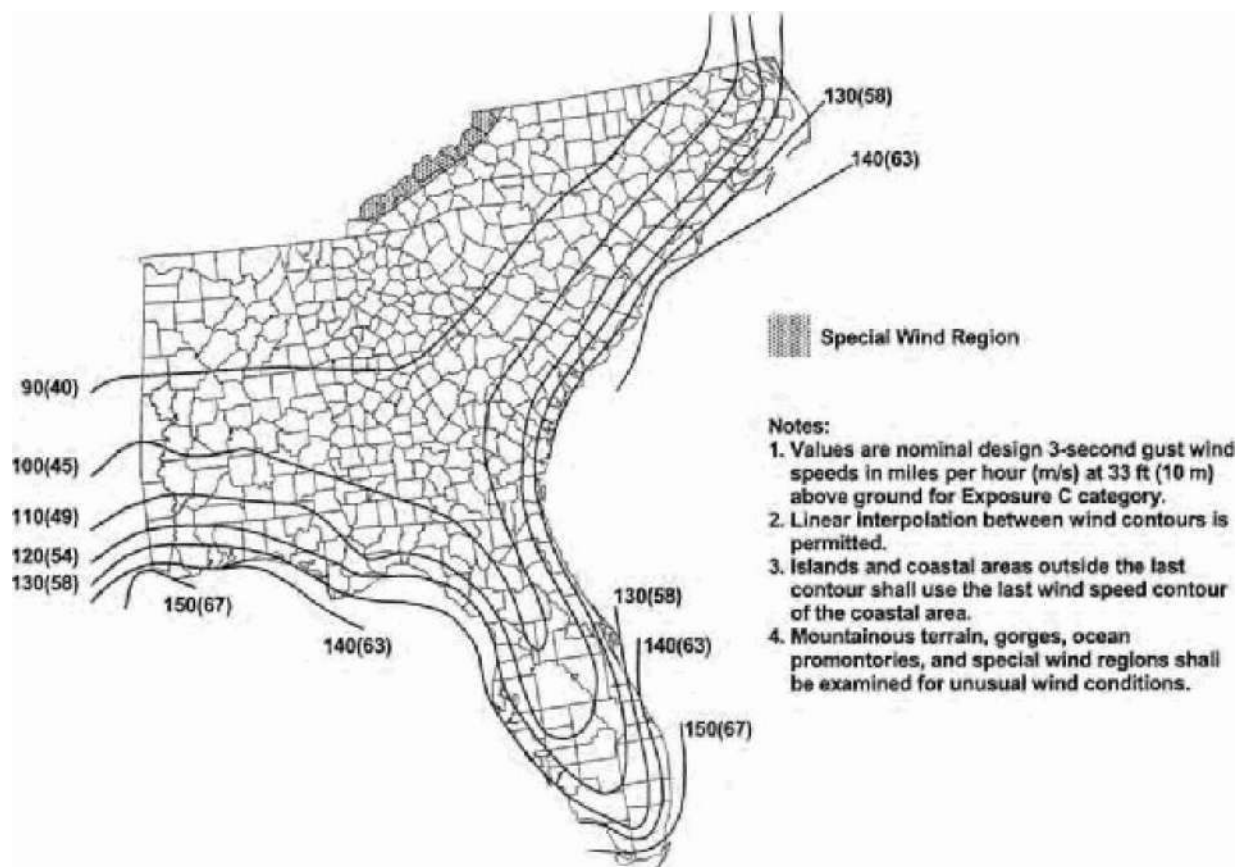 130(58)
140(63)
Special Wind Region
90(40)
100(45)
110(49)
120(54)
130(58)
150(67)
140(63)
130(58)
140(63)
150(67)
Notes:
1. Values are nominal design 3-second gust wind
speeds in miles per hour (m/s) at 33 ft (10 m)
above ground for Exposure C category.
2. Linear interpolation between wind contours is
permitted.
3. Islands and coastal areas outside the last
contour shall use the last wind speed contour
of the coastal area.
4. Mountainous terrain, gorges, ocean
promontories, and special wind regions shall
be examined for unusual wind conditions.